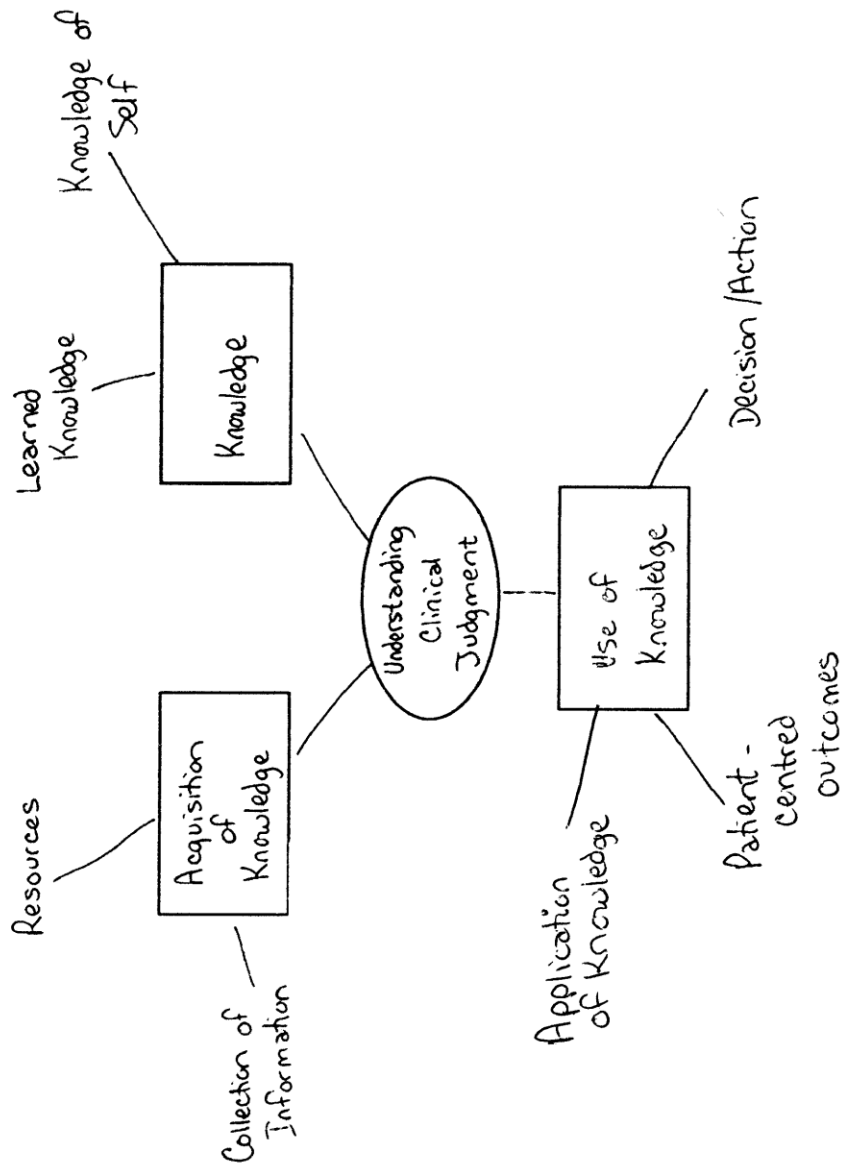 Resources
Learned
Knowledge
Knowledge of
Self
Acquisition
of
Knowledge
Knowledge
Collection of
Information
Understanding
Clinical
Judgment
Application
of Knowledge
Use of
Knowledge
Decision/Action
Patient-
centred
outcomes